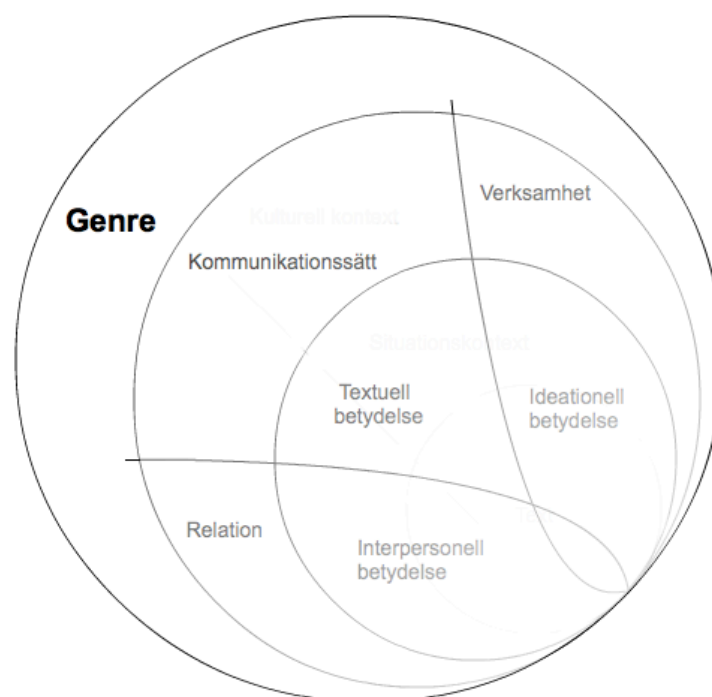 Verksamhet
Genre
Kulturell kontext
Kommunikationssätt
Situationskontext
Textuell
betydelse
Ideationell
betydelse
Relation
Interpersonell
betydelse